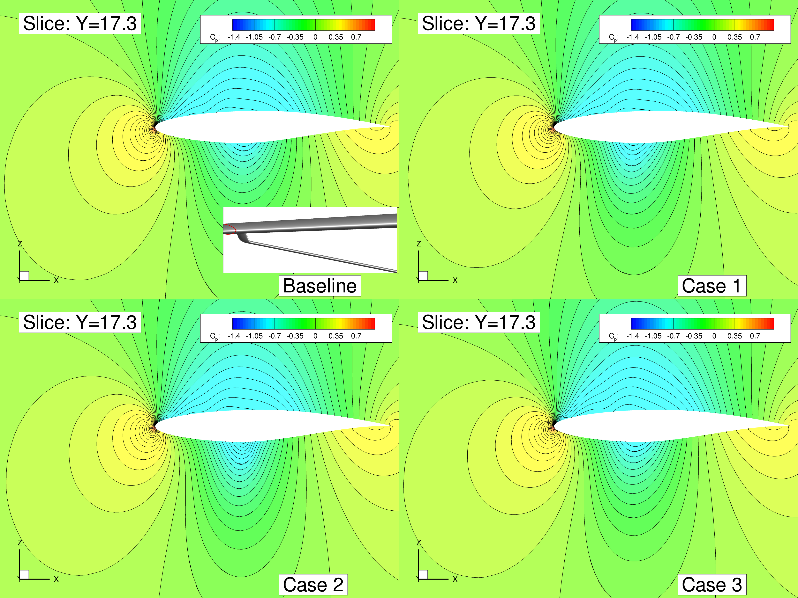 Slice: Y=17.3
Cp -1.4 -1.05 -0.7 -0.35 0 0.35 0.7
Z
X
Baseline
Slice: Y=17.3
Cp -1.4 -1.05 -0.7 -0.35 0 0.35 0.7
Z
X
Case 1
Slice: Y=17.3
Cp -1.4 -1.05 -0.7 -0.35 0 0.35 0.7
Z
X
Case 2
Slice: Y=17.3
Cp -1.4 -1.05 -0.7 -0.35 0 0.35 0.7
Z
X
Case 3